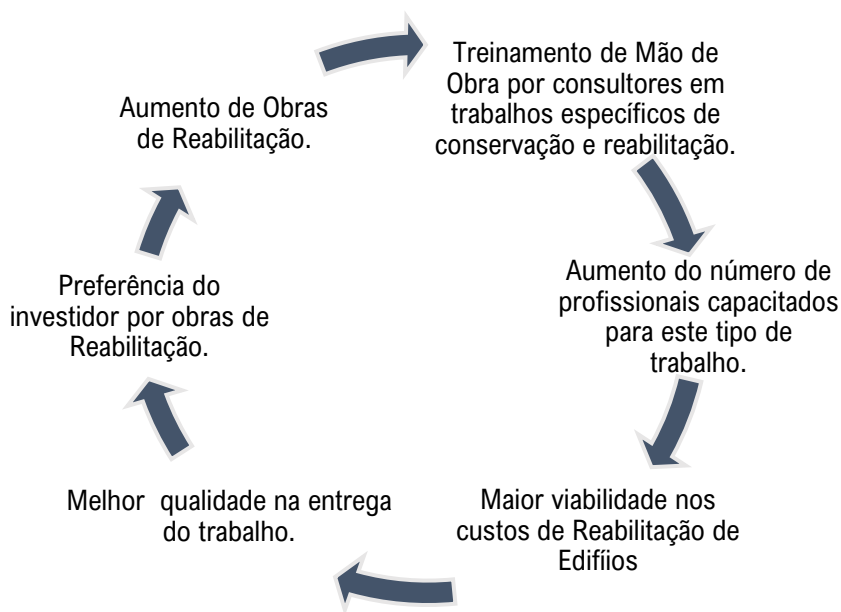 Treinamento de Mão de
Obra por consultores em
trabalhos específicos de
conservação e reabilitação.
Aumento do número de
profissionais capacitados
para este tipo de
trabalho.
Maior viabilidade nos
custos de Reabilitação de
Edifíios
Melhor qualidade na entrega
do trabalho.
Preferência do
investidor por obras de
Reabilitação.
Aumento de Obras
de Reabilitação.